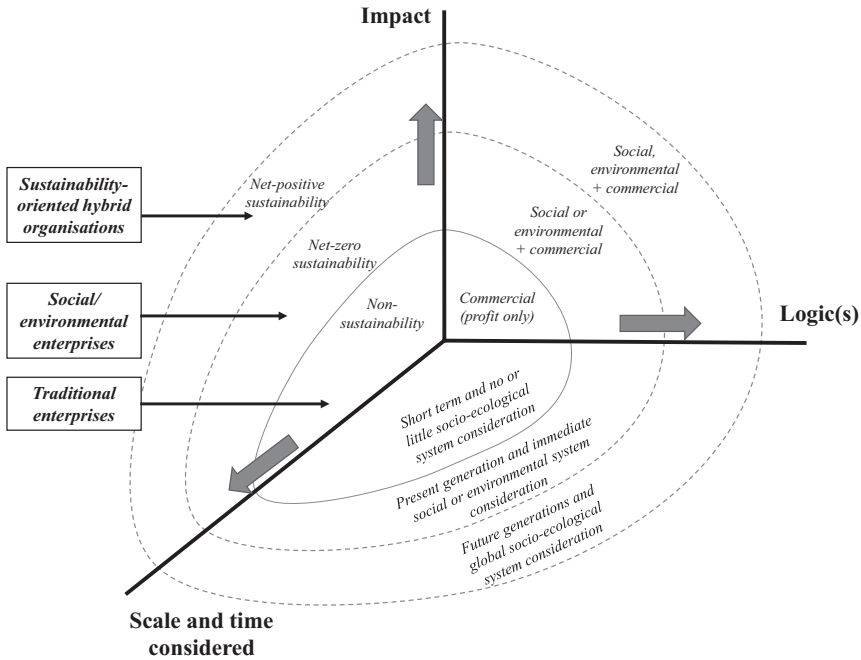 Impact
Social,
environmental
+ commercial
Sustainability-
oriented hybrid
organisations
Net-positive
sustainability
Social or
environmental
+ commercial
Net-zero
sustainability
Social/
environmental
enterprises
Non-
sustainability
Commercial
(profit only)
Logic(s)
Traditional
enterprises
Short term and no or
little socio-ecological
system consideration
Present generation and immediate
social or environmental system
consideration
Future generations and
global socio-ecological
system consideration
Scale and time
considered